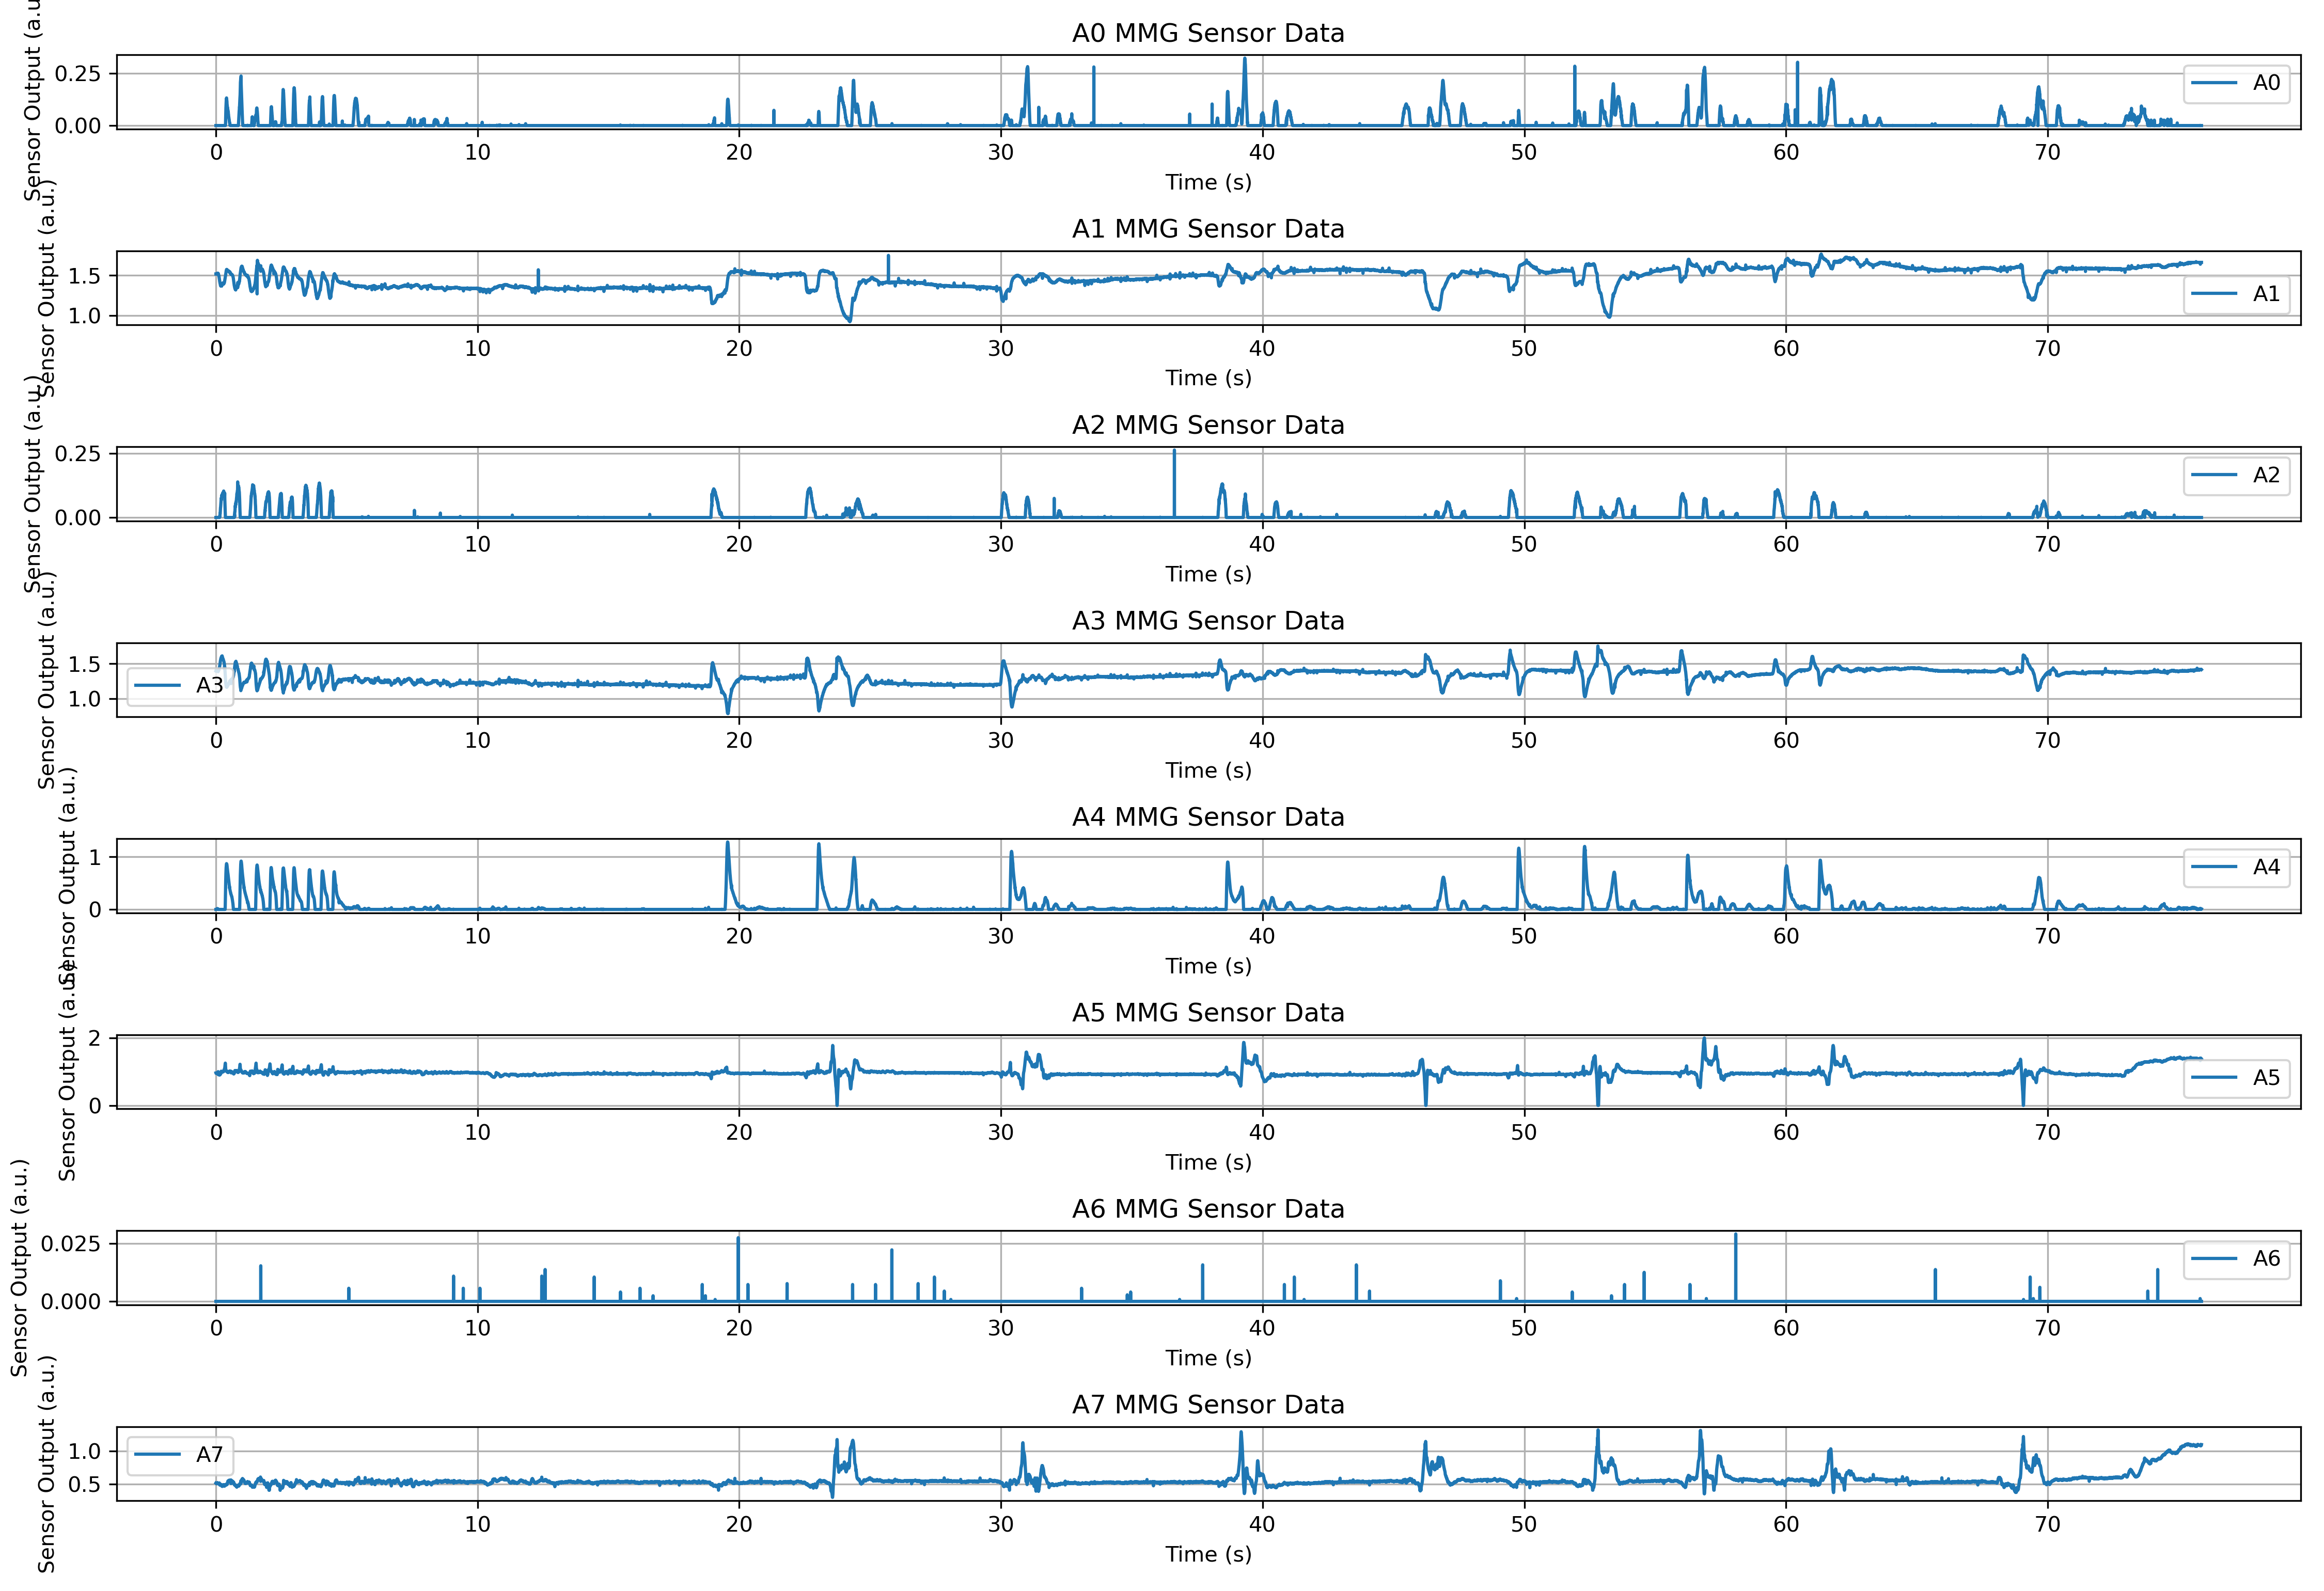 A0 MMG Sensor Data
Sensor Output (a.u.)
0.25
0.00
A0
0 10 20 30 40 50 60 70
Time (s)
A1 MMG Sensor Data
Sensor Output (a.u.)
1.5
1.0
A1
0 10 20 30 40 50 60 70
Time (s)
A2 MMG Sensor Data
Sensor Output (a.u.)
0.25
0.00
A2
0 10 20 30 40 50 60 70
Time (s)
A3 MMG Sensor Data
Sensor Output (a.u.)
1.5
1.0
A3
0 10 20 30 40 50 60 70
Time (s)
A4 MMG Sensor Data
Sensor Output (a.u.)
1
0
A4
0 10 20 30 40 50 60 70
Time (s)
A5 MMG Sensor Data
Sensor Output (a.u.)
2
0
A5
0 10 20 30 40 50 60 70
Time (s)
A6 MMG Sensor Data
Sensor Output (a.u.)
0.025
0.000
A6
0 10 20 30 40 50 60 70
Time (s)
A7 MMG Sensor Data
Sensor Output (a.u.)
1.0
0.5
A7
0 10 20 30 40 50 60 70
Time (s)